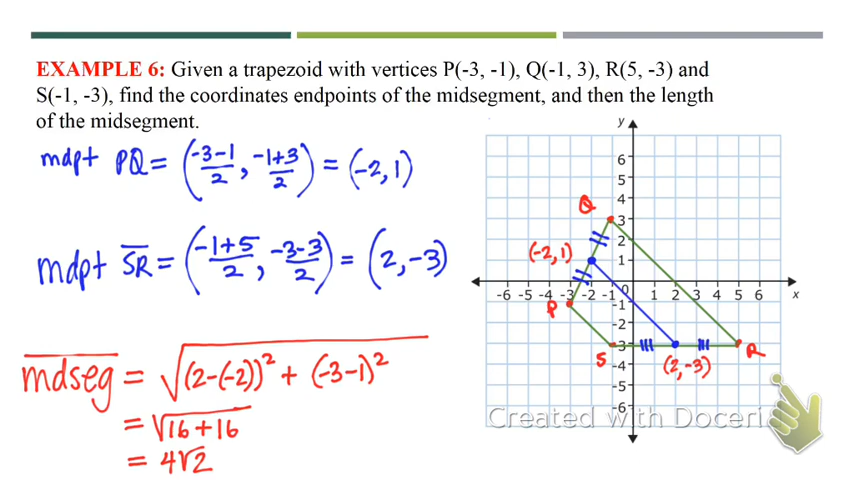 EXAMPLE 6: Given a trapezoid with vertices P(-3, -1), Q(-1, 3), R(5, -3) and
S(-1, -3), find the coordinates endpoints of the midsegment, and then the length
of the midsegment.
mdpt PQ = (-3-1/2, -1+3/2) = (-2, 1)
mdpt SR = (-1+5/2, -3-3/2) = (2, -3)
mdseg = √(2-(-2))² + (-3-1)²
= √16+16
= 4√2
y
6
5
4
Q
3
2
(-2, 1)
1
-6 -5 -4 -3 -2 -1 0 1 2 3 4 5 6 x
P
-1
-2
-3
S
R
-4
(2, -3)
-5
-6
Created with Doceri